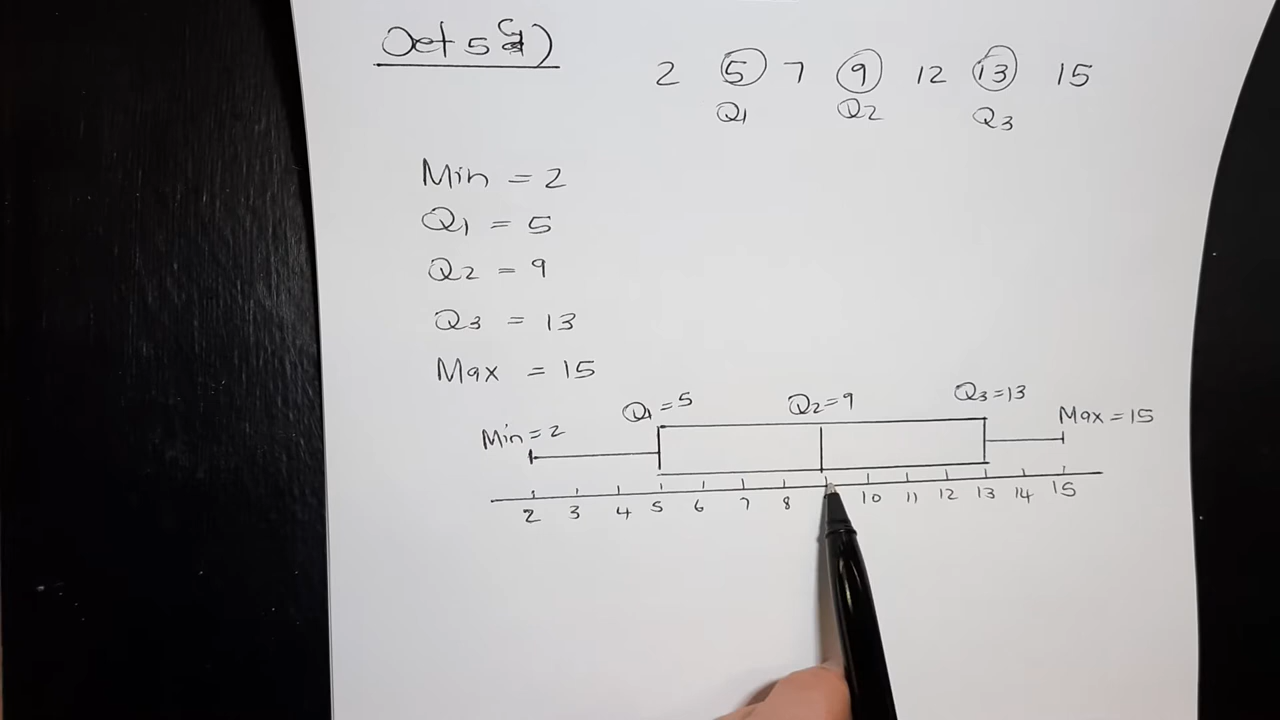 Oct 5
2 5 7 9 12 13 15
Q1 Q2 Q3
Min = 2
Q1 = 5
Q2 = 9
Q3 = 13
Max = 15
Min = 2 Q1 = 5 Q2 = 9 Q3 = 13 Max = 15
2 3 4 5 6 7 8 10 11 12 13 14 15